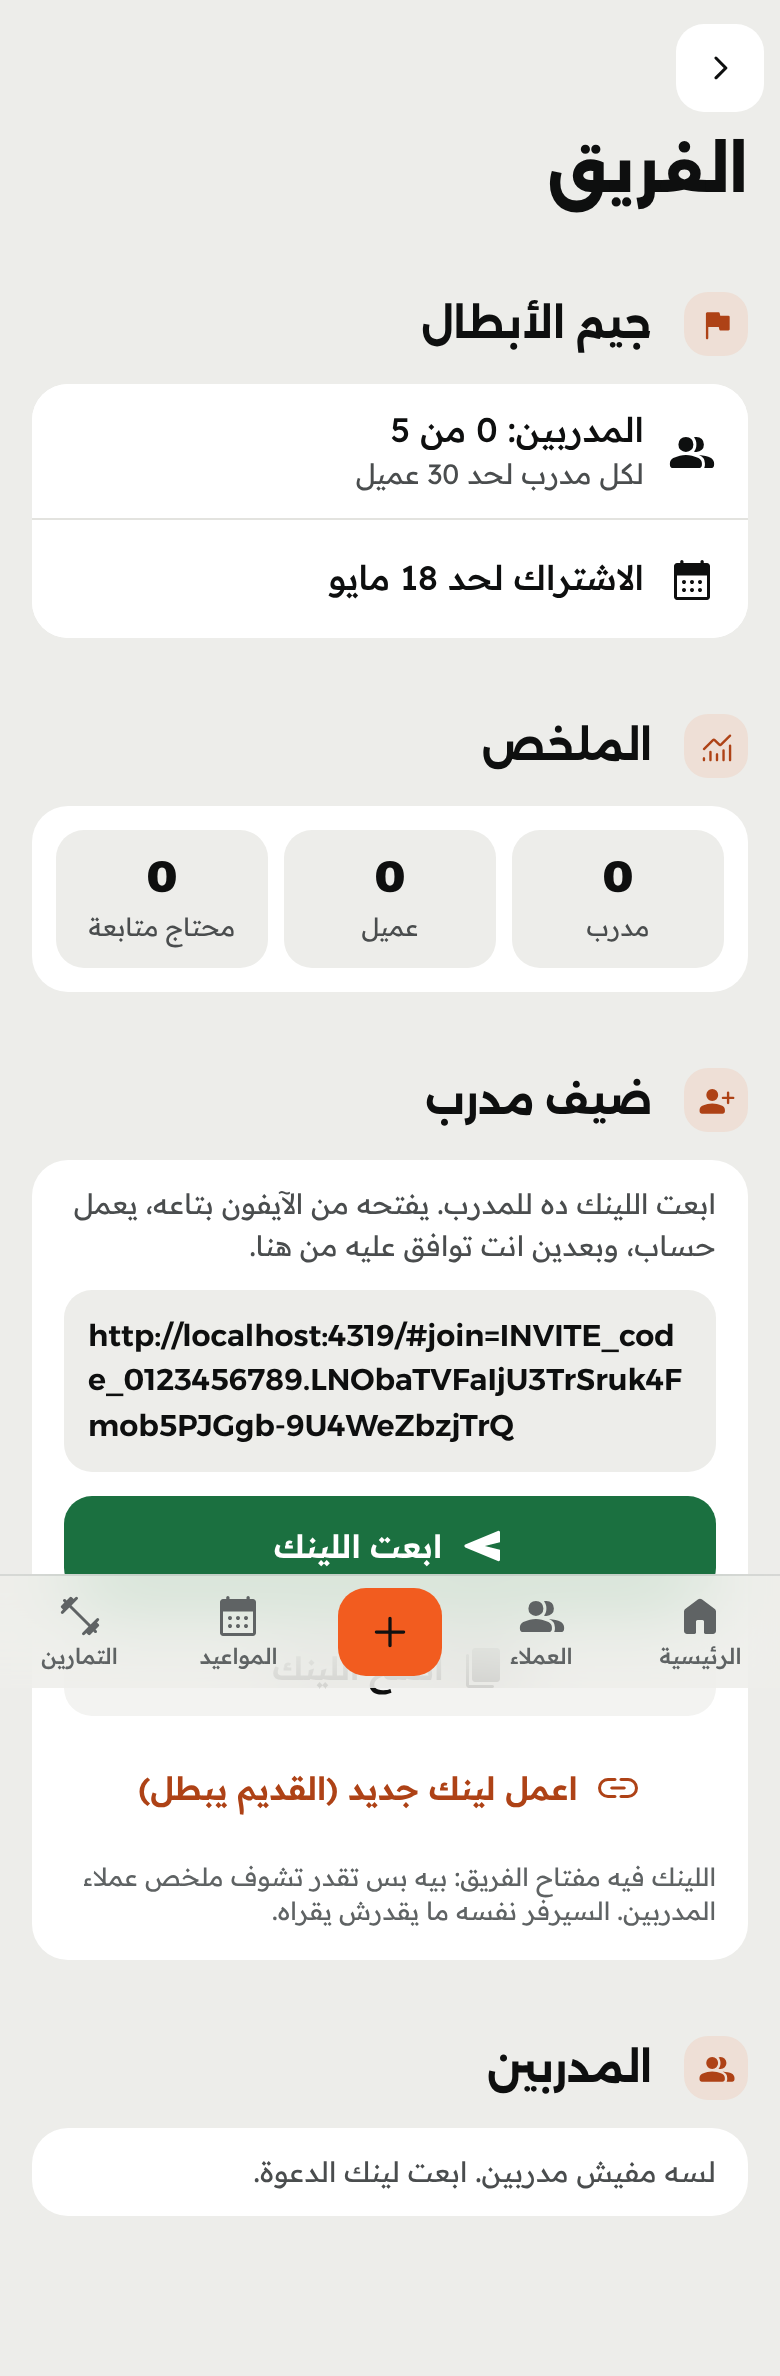 الفريق
جيم الأبطال
المدربين: 0 من 5
لكل مدرب لحد 30 عميل
الاشتراك لحد 18 مايو
الملخص
0
مدرب
0
عميل
0
محتاج متابعة
ضيف مدرب
ابعت اللينك ده للمدرب. يفتحه من الآيفون بتاعه، يعمل
حساب، وبعدين انت توافق عليه من هنا.
http://localhost:4319/#join=INVITE_cod
e_0123456789.LNObaTVFaIjU3TrSruk4F
mob5PJGgb-9U4WeZbzjTrQ
ابعت اللينك
الرئيسية
العملاء
المواعيد
التمارين
اللينك
اعمل لينك جديد (القديم يبطل)
اللينك فيه مفتاح الفريق: بيه بس تقدر تشوف ملخص عملاء
المدربين. السيرفر نفسه ما يقدرش يقراه.
المدربين
لسه مفيش مدربين. ابعت لينك الدعوة.